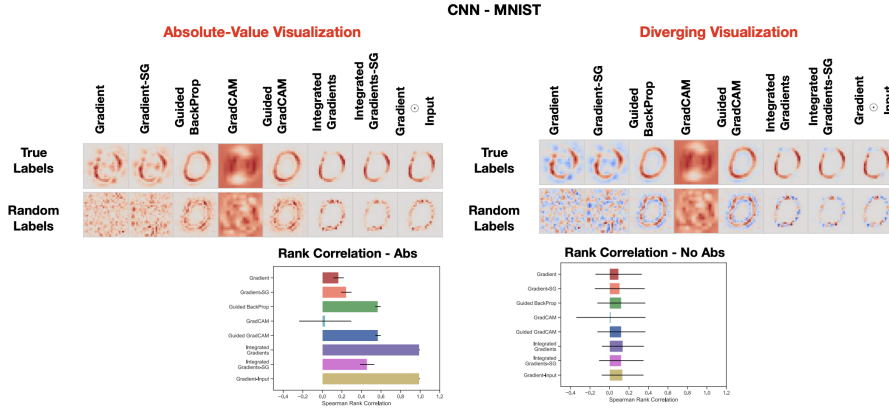 CNN - MNIST
Absolute-Value Visualization
Gradient
Gradient-SG
Guided
BackProp
GradCAM
Guided
GradCAM
Integrated
Gradients
Integrated
Gradients-SG
Gradient
⊙
Input
True
Labels
Random
Labels
Rank Correlation - Abs
Gradient
Gradient-SG
Guided BackProp
GradCAM
Guided GradCAM
Integrated
Gradients
Integrated
Gradients-SG
Gradient-Input
−0,4 −0,2 0,0 0,2 0,4 0,6 0,8 1,0 1,2
Spearman Rank Correlation
Diverging Visualization
Gradient
Gradient-SG
Guided
BackProp
GradCAM
Guided
GradCAM
Integrated
Gradients
Integrated
Gradients-SG
Gradient
⊙
Input
True
Labels
Random
Labels
Rank Correlation - No Abs
Gradient
Gradient-SG
Guided BackProp
GradCAM
Guided GradCAM
Integrated
Gradients
Integrated
Gradients-SG
Gradient-Input
−0,4 −0,2 0,0 0,2 0,4 0,6 0,8 1,0 1,2
Spearman Rank Correlation